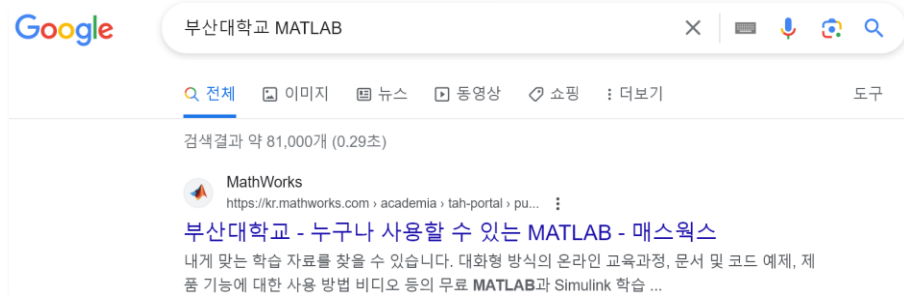 Google
부산대학교 MATLAB
전체 이미지 뉴스 동영상 쇼핑 더보기 도구
검색결과 약 81,000개 (0.29초)
MathWorks
https://kr.mathworks.com › academia › tah-portal › pu...
부산대학교 - 누구나 사용할 수 있는 MATLAB - 매스웍스
내게 맞는 학습 자료를 찾을 수 있습니다. 대화형 방식의 온라인 교육과정, 문서 및 코드 예제, 제
품 기능에 대한 사용 방법 비디오 등의 무료 MATLAB과 Simulink 학습 ...